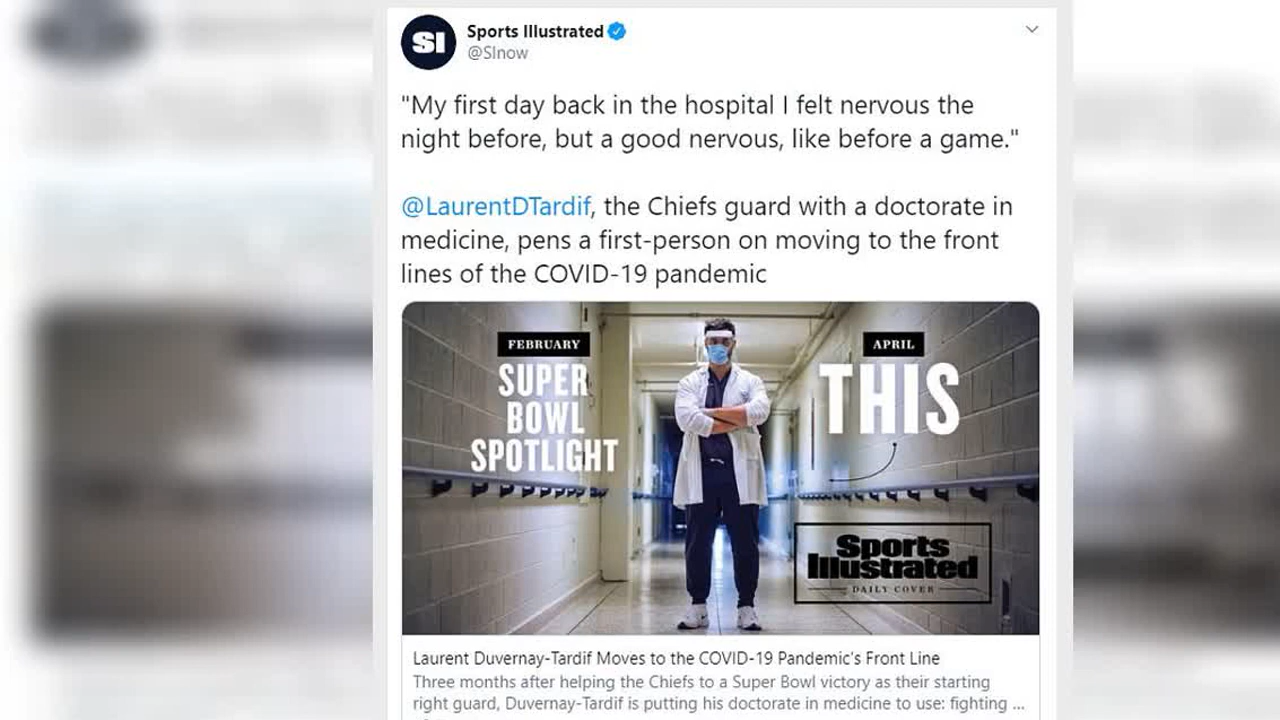 SI
Sports Illustrated
@SInow
"My first day back in the hospital I felt nervous the
night before, but a good nervous, like before a game."
@LaurentDTardif, the Chiefs guard with a doctorate in
medicine, pens a first-person on moving to the front
lines of the COVID-19 pandemic
FEBRUARY
SUPER
BOWL
SPOTLIGHT
APRIL
THIS
Sports
Illustrated
DAILY COVER
Laurent Duvernay-Tardif Moves to the COVID-19 Pandemic's Front Line
Three months after helping the Chiefs to a Super Bowl victory as their starting
right guard, Duvernay-Tardif is putting his doctorate in medicine to use: fighting ...